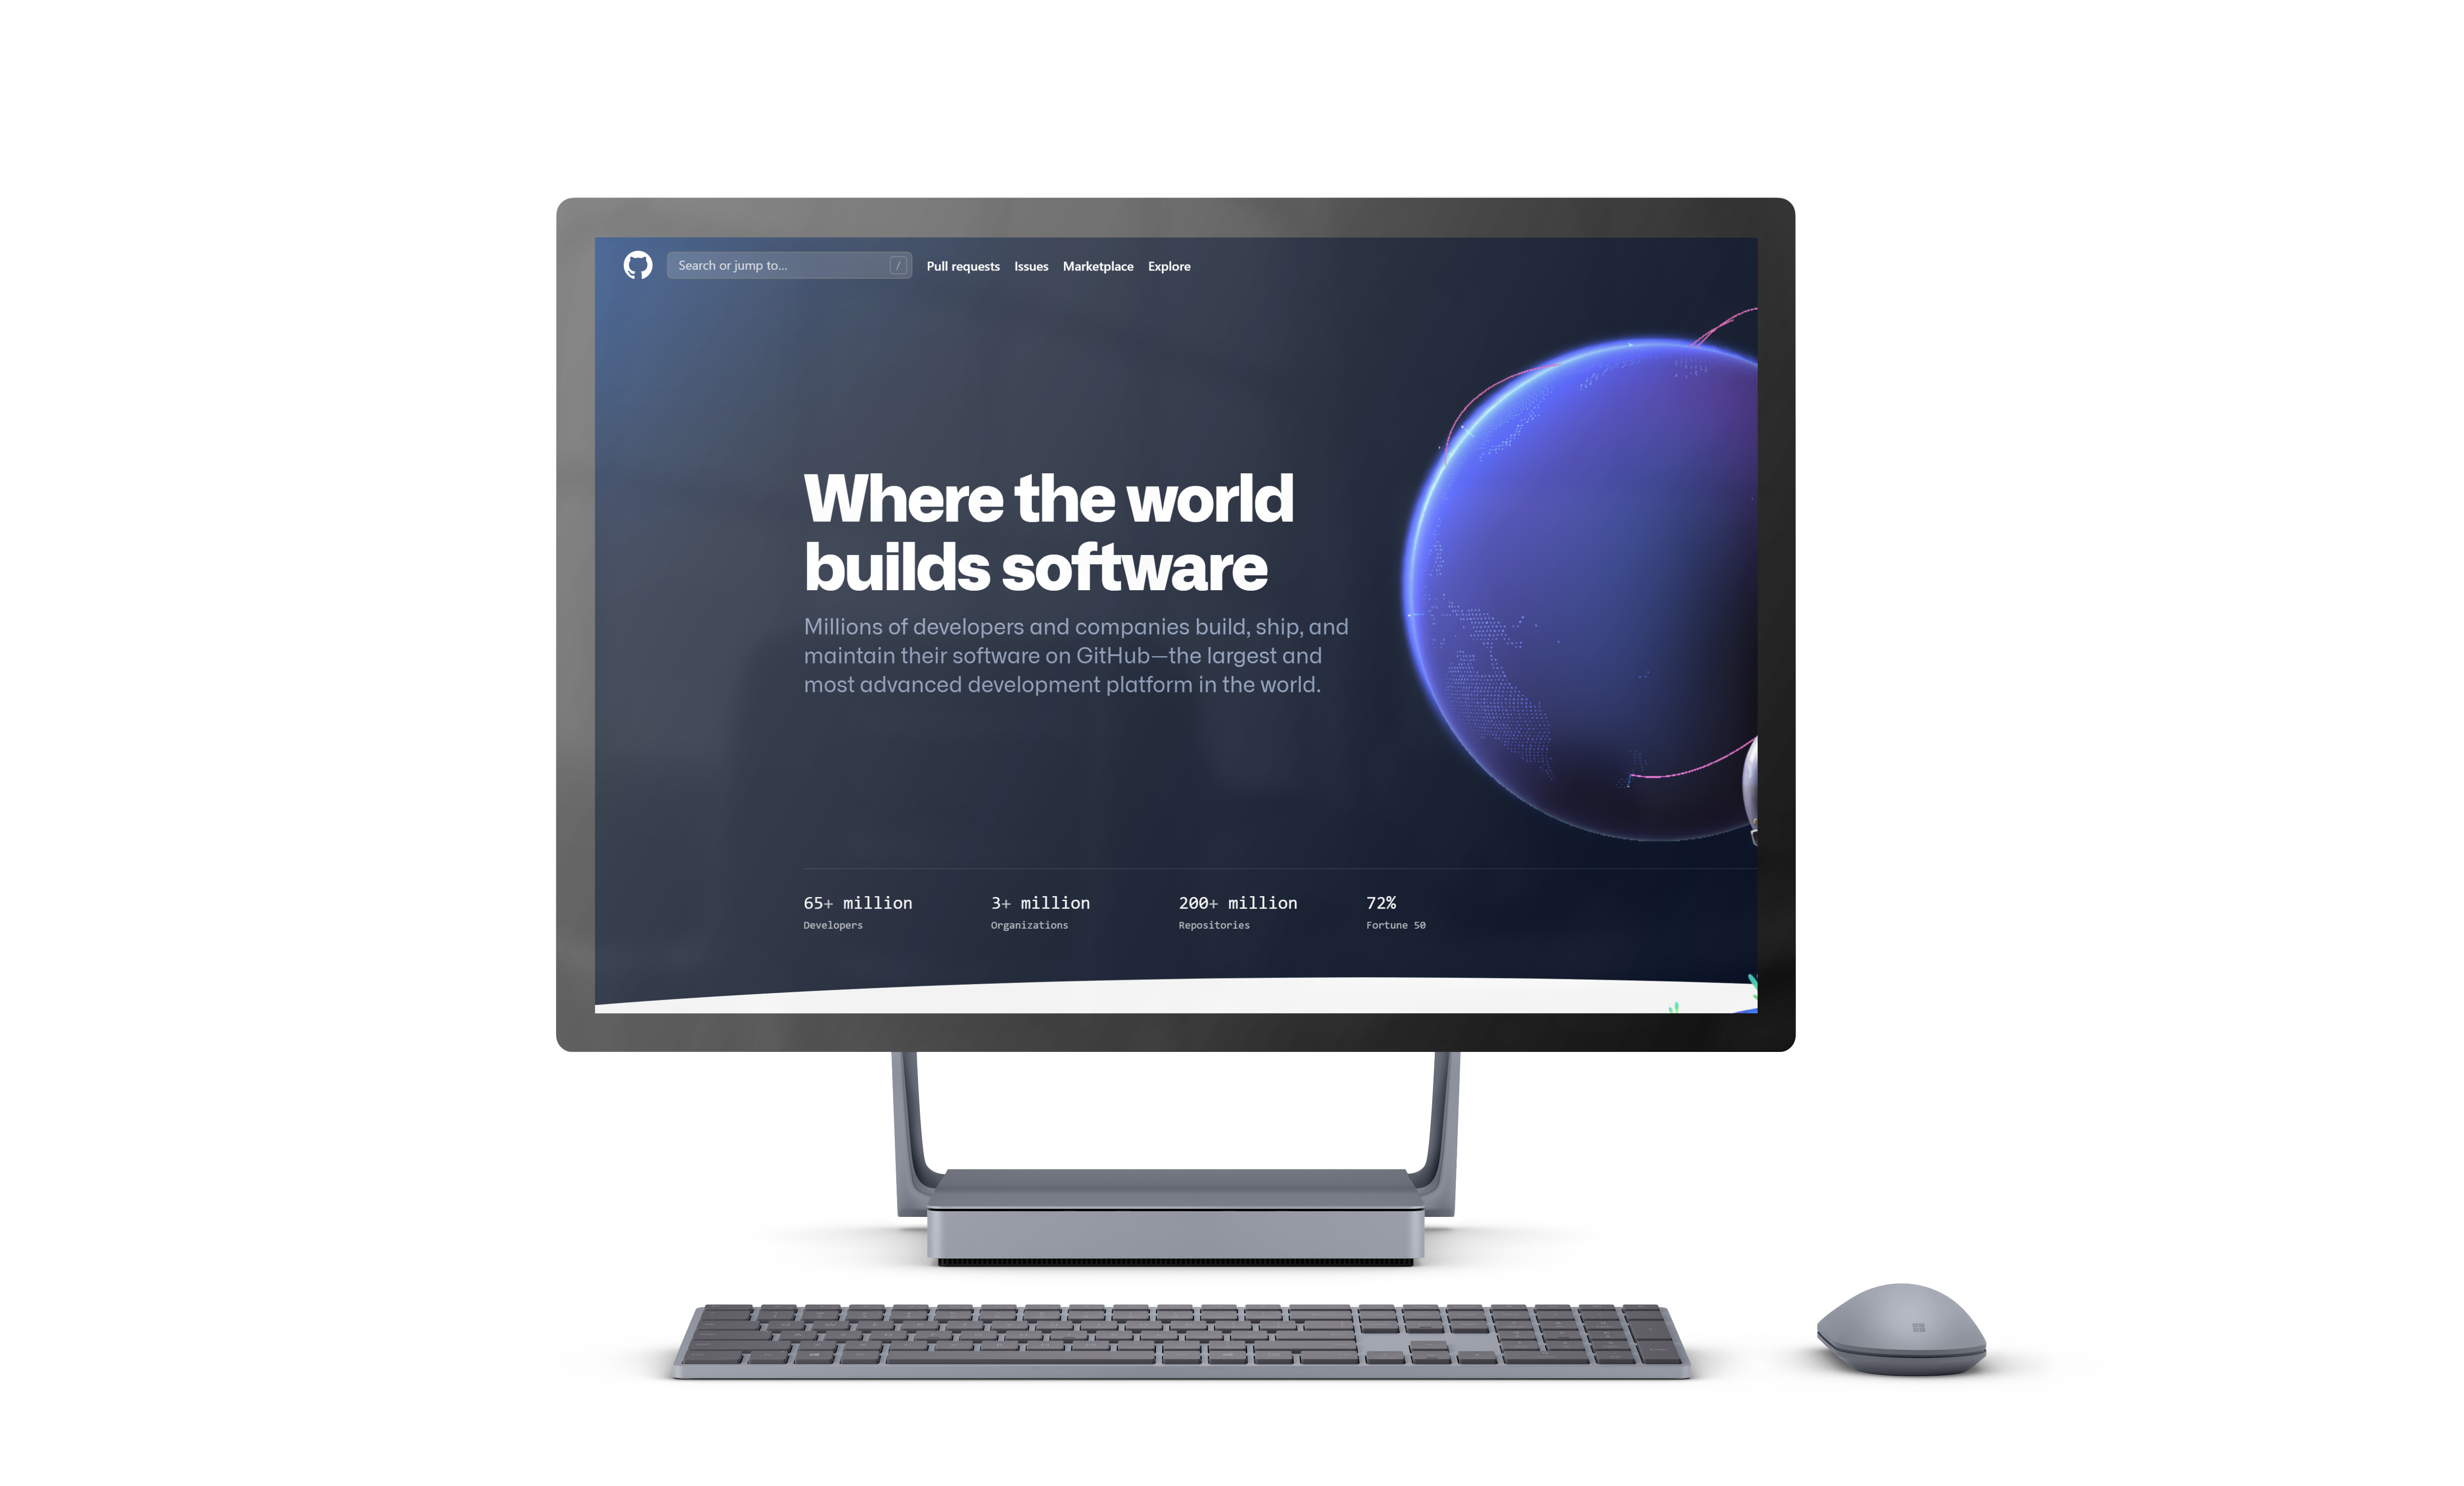 Search or jump to... /
Pull requests Issues Marketplace Explore
Where the world
builds software
Millions of developers and companies build, ship, and
maintain their software on GitHub—the largest and
most advanced development platform in the world.
65+ million
Developers
3+ million
Organizations
200+ million
Repositories
72%
Fortune 50